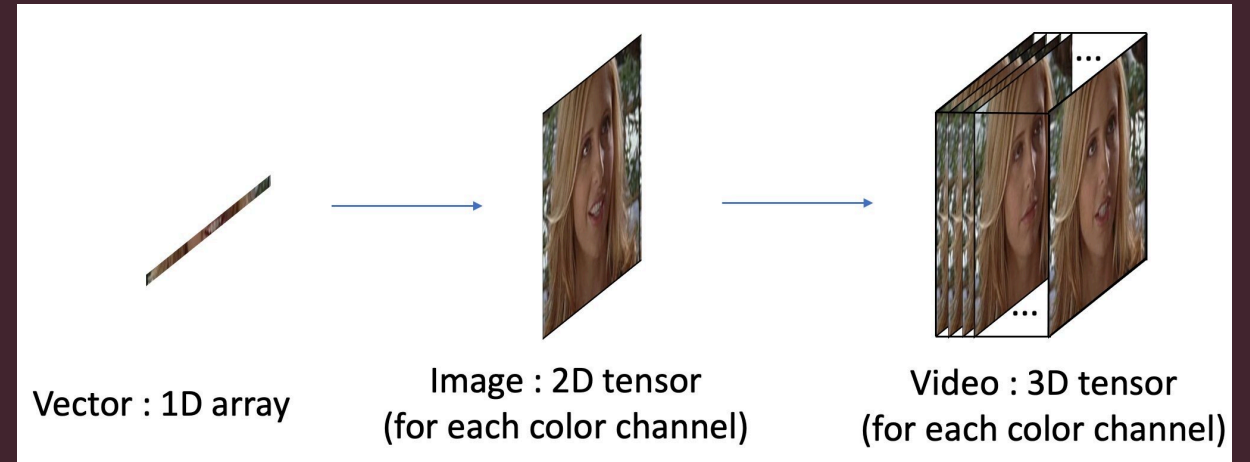 ...
...
Vector : 1D array
Image : 2D tensor
(for each color channel)
Video : 3D tensor
(for each color channel)